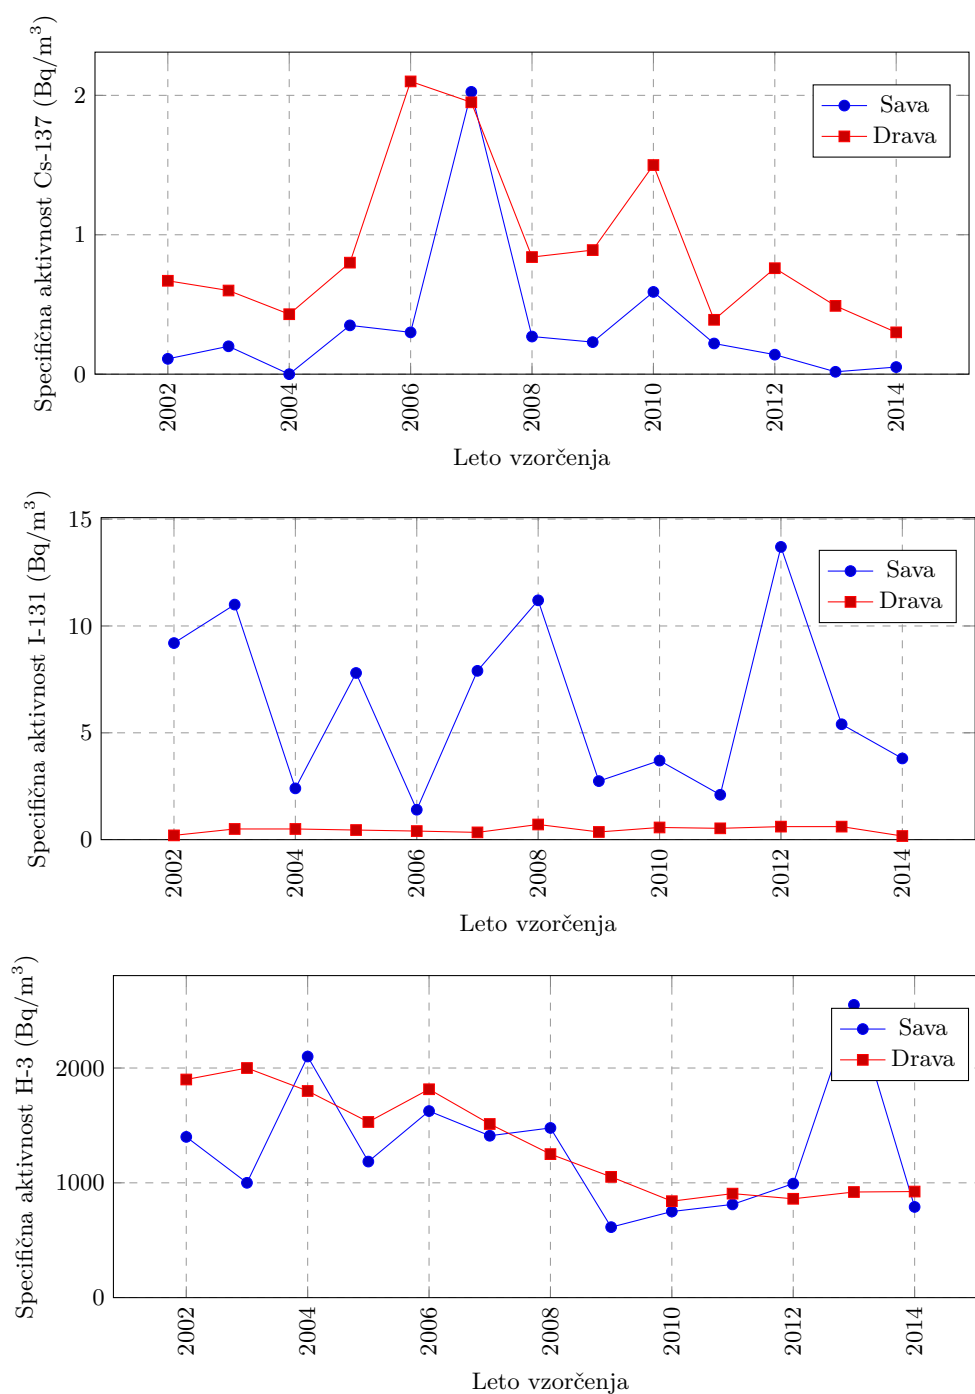 Specifična aktivnost Cs-137 (Bq/m³)
2
1
0
Sava
Drava
2002
2004
2006
2008
2010
2012
2014
Leto vzorčenja
Specifična aktivnost I-131 (Bq/m³)
15
10
5
0
Sava
Drava
2002
2004
2006
2008
2010
2012
2014
Leto vzorčenja
Specifična aktivnost H-3 (Bq/m³)
2000
1000
0
Sava
Drava
2002
2004
2006
2008
2010
2012
2014
Leto vzorčenja